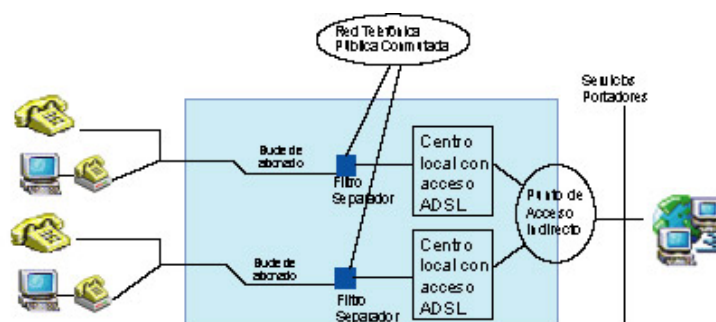 Red Telefónica
Pública Conmutada
Servicios
Portadores
Bucle de
abonado
Filtro
Separador
Centro
local con
acceso
ADSL
Punto de
Acceso
Indirecto
Bucle de
abonado
Filtro
Separador
Centro
local con
acceso
ADSL